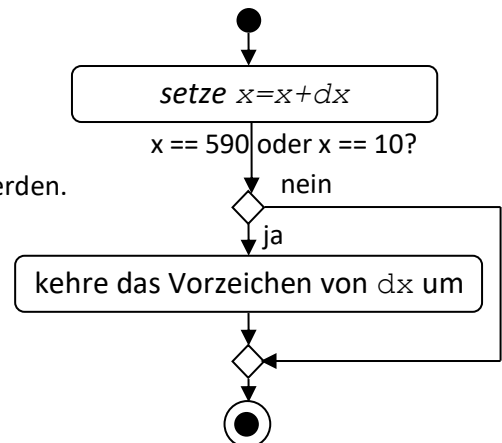 setze x=x+dx
x == 590 oder x == 10?
erden.
nein
ja
kehre das Vorzeichen von dx um